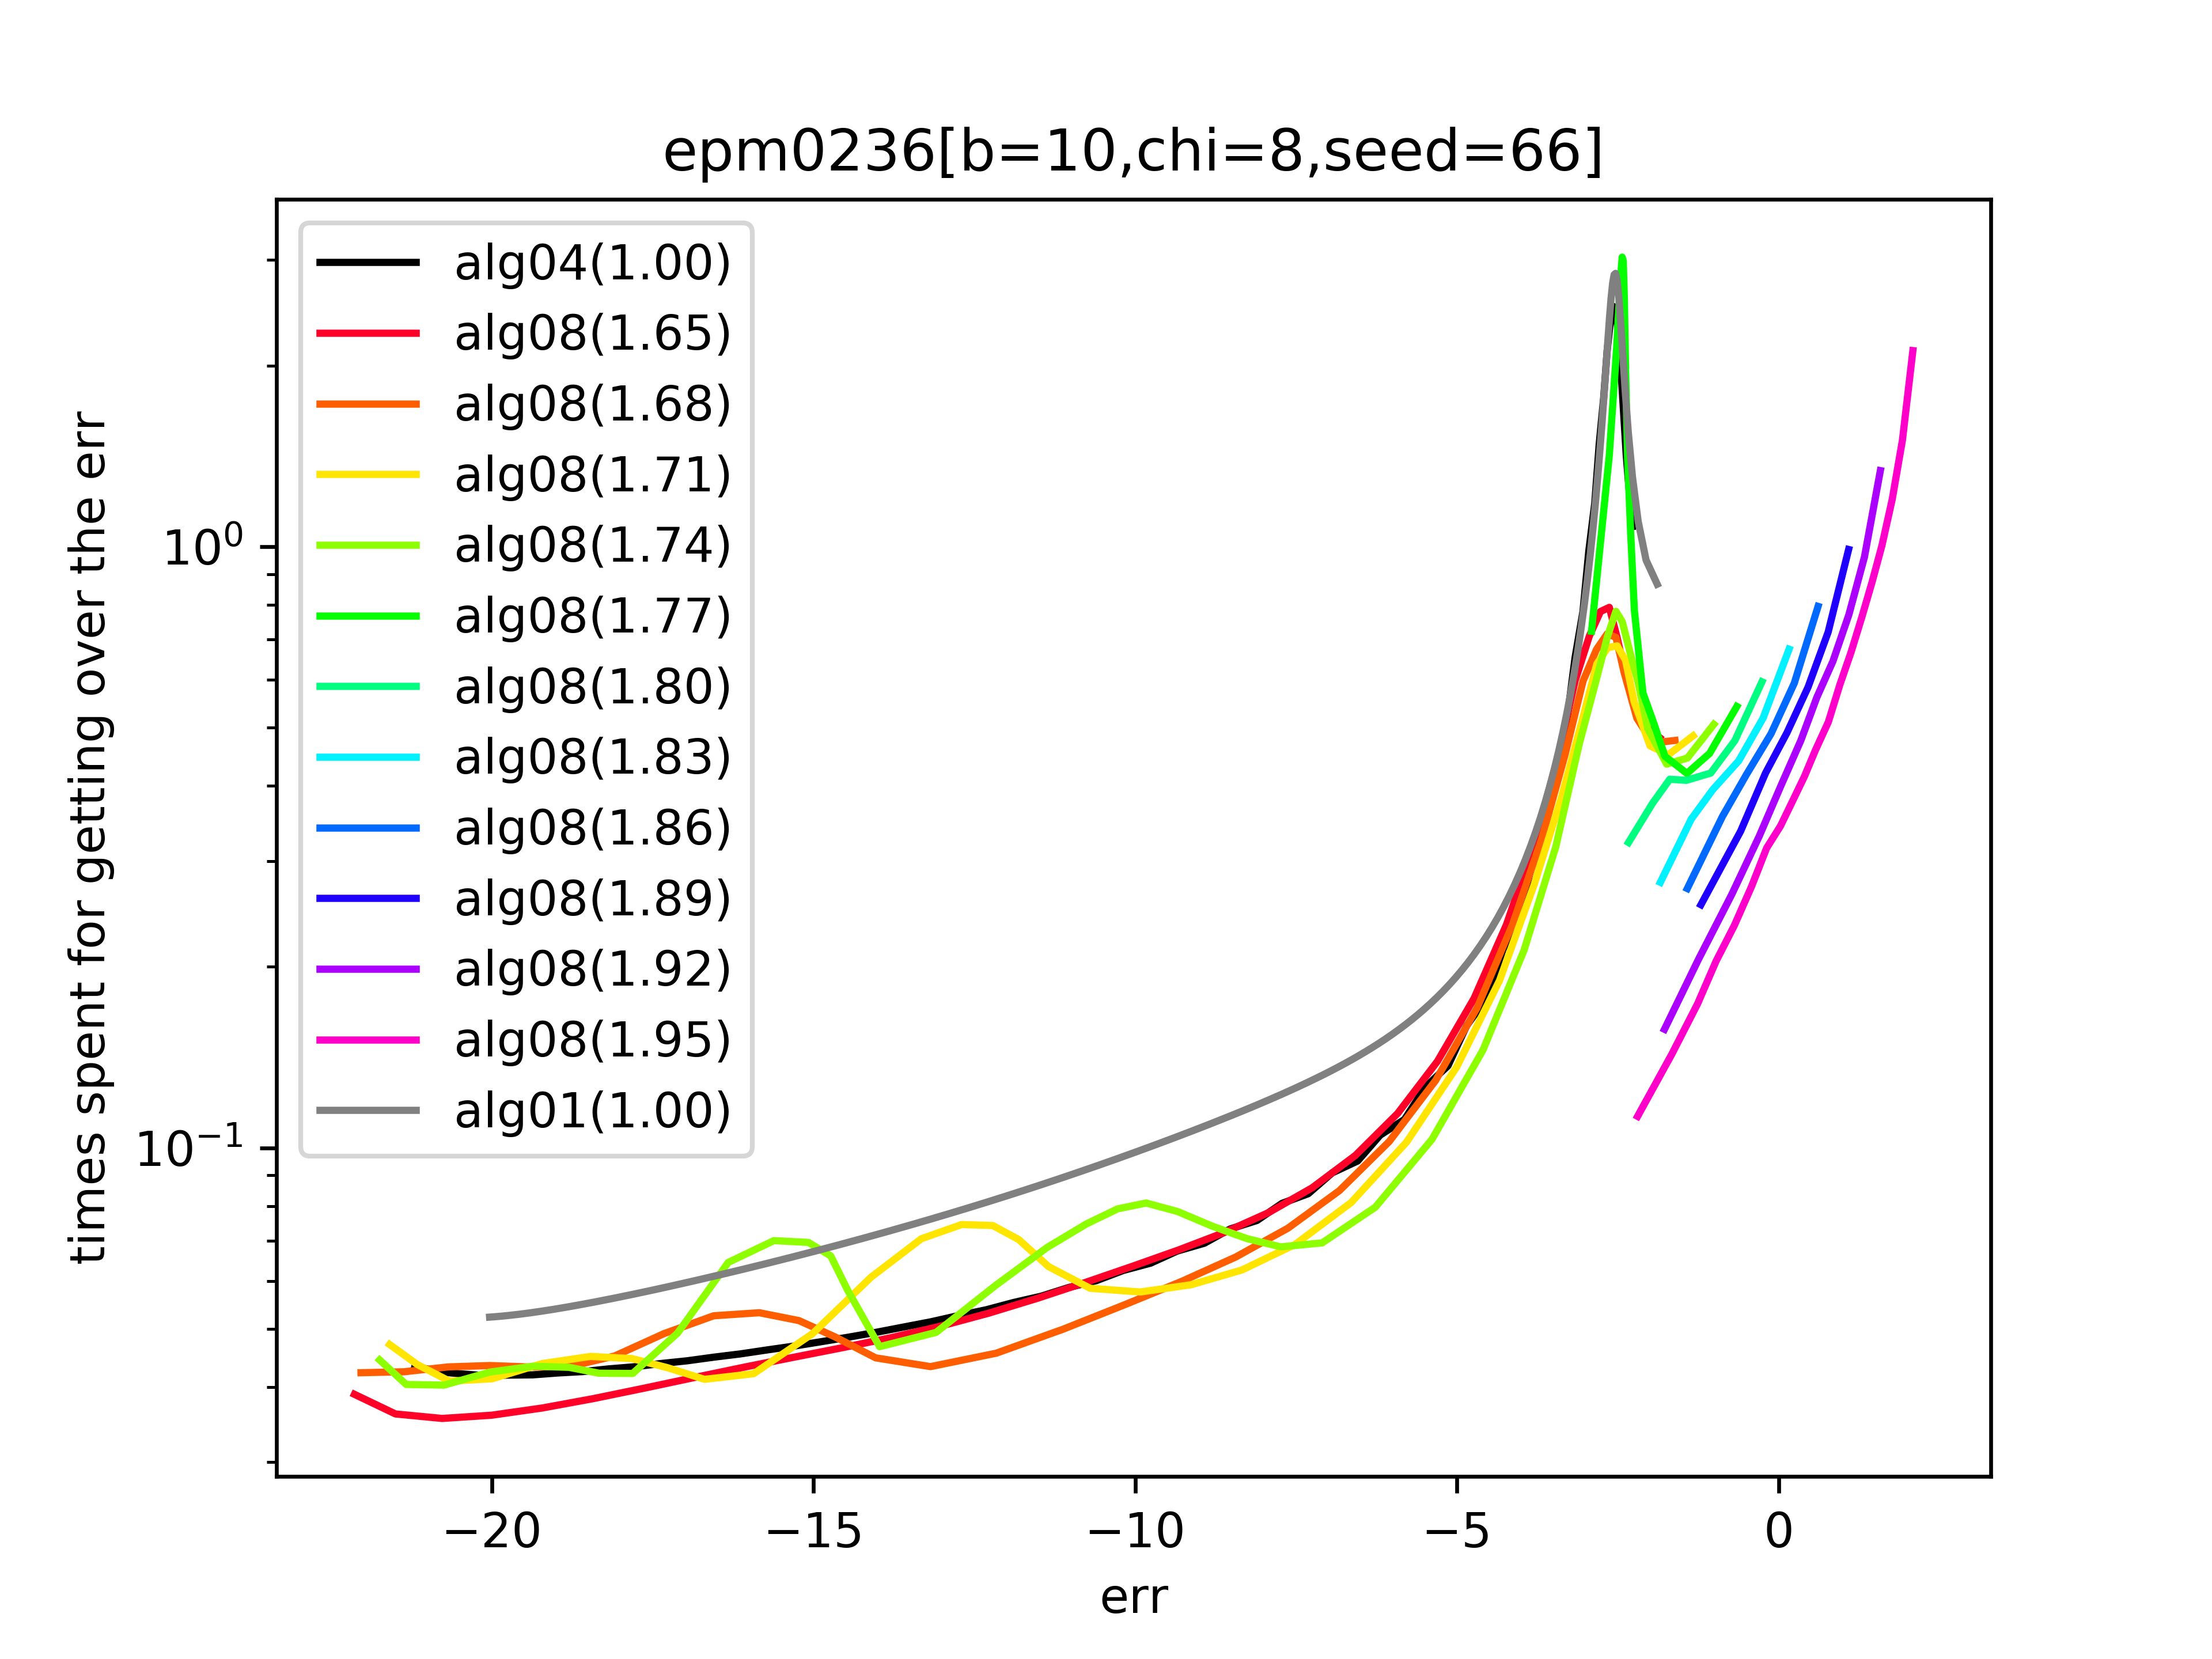 epm0236[b=10,chi=8,seed=66]
times spent for getting over the err
10⁰
10⁻¹
alg04(1.00)
alg08(1.65)
alg08(1.68)
alg08(1.71)
alg08(1.74)
alg08(1.77)
alg08(1.80)
alg08(1.83)
alg08(1.86)
alg08(1.89)
alg08(1.92)
alg08(1.95)
alg01(1.00)
−20 −15 −10 −5 0
err